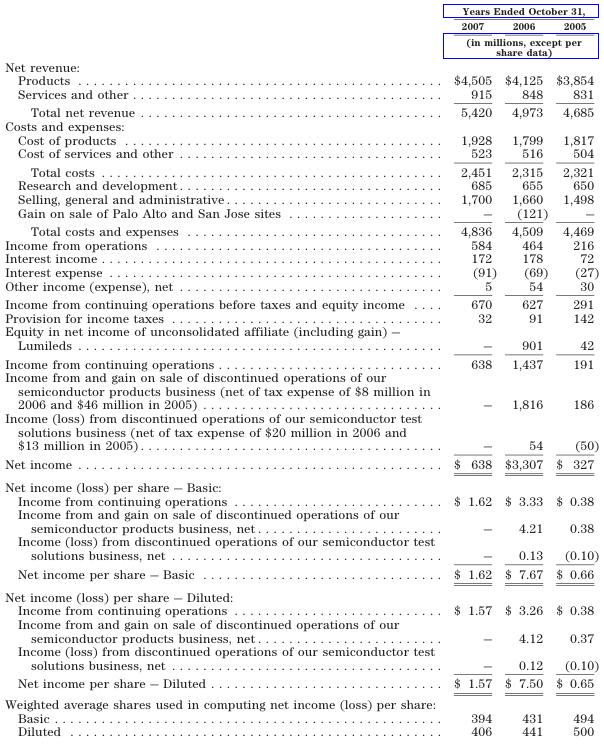 Years Ended October 31,
2007 2006 2005
(in millions, except per
share data)
Net revenue:
Products $4,505 $4,125 $3,854
Services and other 915 848 831
Total net revenue 5,420 4,973 4,685
Costs and expenses:
Cost of products 1,928 1,799 1,817
Cost of services and other 523 516 504
Total costs 2,451 2,315 2,321
Research and development 685 655 650
Selling, general and administrative 1,700 1,660 1,498
Gain on sale of Palo Alto and San Jose sites — (121) —
Total costs and expenses 4,836 4,509 4,469
Income from operations 584 464 216
Interest income 172 178 72
Interest expense (91) (69) (27)
Other income (expense), net 5 54 30
Income from continuing operations before taxes and equity income 670 627 291
Provision for income taxes 32 91 142
Equity in net income of unconsolidated affiliate (including gain) —
Lumileds — 901 42
Income from continuing operations 638 1,437 191
Income from and gain on sale of discontinued operations of our
semiconductor products business (net of tax expense of $8 million in
2006 and $46 million in 2005) — 1,816 186
Income (loss) from discontinued operations of our semiconductor test
solutions business (net of tax expense of $20 million in 2006 and
$13 million in 2005) — 54 (50)
Net income $ 638 $3,307 $ 327
Net income (loss) per share — Basic:
Income from continuing operations $ 1.62 $ 3.33 $ 0.38
Income from and gain on sale of discontinued operations of our
semiconductor products business, net — 4.21 0.38
Income (loss) from discontinued operations of our semiconductor test
solutions business, net — 0.13 (0.10)
Net income per share — Basic $ 1.62 $ 7.67 $ 0.66
Net income (loss) per share — Diluted:
Income from continuing operations $ 1.57 $ 3.26 $ 0.38
Income from and gain on sale of discontinued operations of our
semiconductor products business, net — 4.12 0.37
Income (loss) from discontinued operations of our semiconductor test
solutions business, net — 0.12 (0.10)
Net income per share — Diluted $ 1.57 $ 7.50 $ 0.65
Weighted average shares used in computing net income (loss) per share:
Basic 394 431 494
Diluted 406 441 500